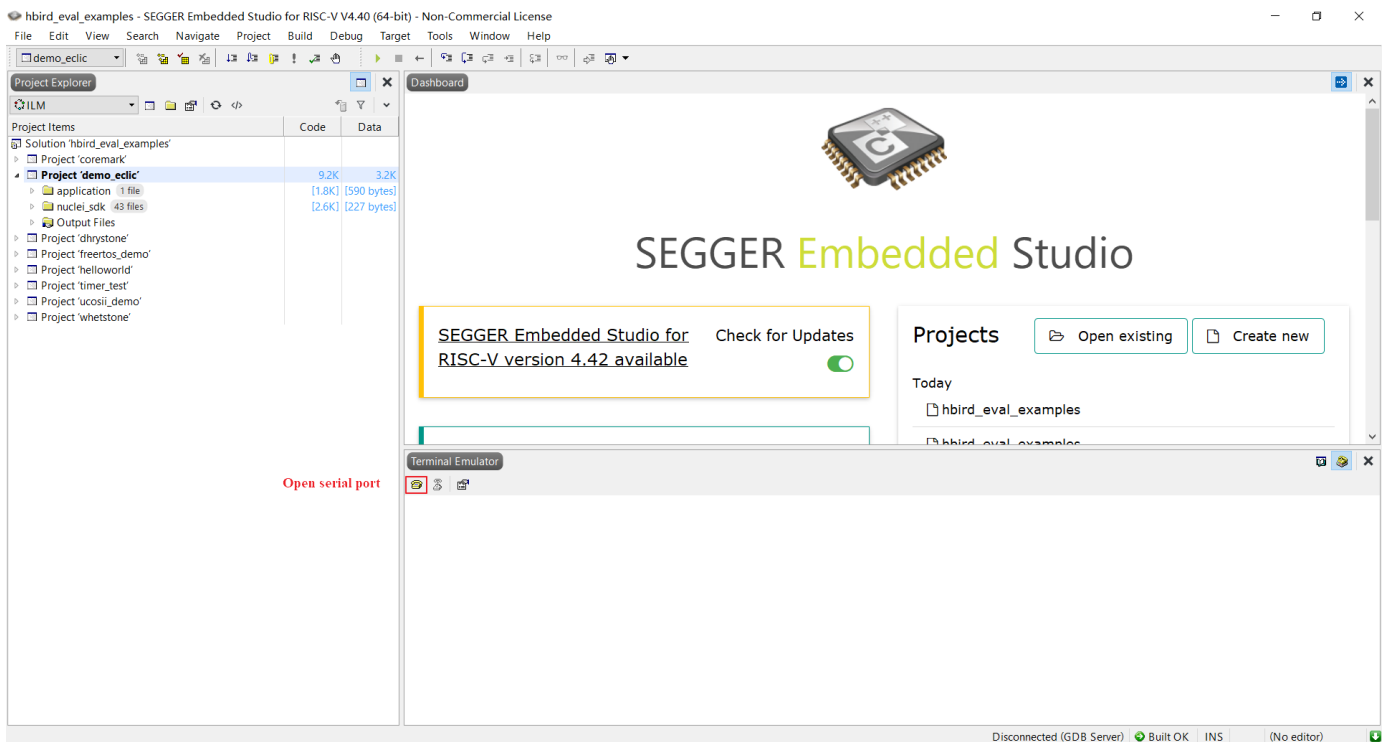 hbird_eval_examples - SEGGER Embedded Studio for RISC-V V4.40 (64-bit) - Non-Commercial License
File Edit View Search Navigate Project Build Debug Target Tools Window Help
demo_eclic
Project Explorer
ILM
Project Items Code Data
Solution 'hbird_eval_examples'
Project 'coremark'
Project 'demo_eclic' 9.2K 3.2K
application 1 file [1.8K] [590 bytes]
nuclei_sdk 43 files [2.6K] [227 bytes]
Output Files
Project 'dhrystone'
Project 'freertos_demo'
Project 'helloworld'
Project 'timer_test'
Project 'ucosii_demo'
Project 'whetstone'
Open serial port
Dashboard
C
SEGGER Embedded Studio
SEGGER Embedded Studio for
RISC-V version 4.42 available
Check for Updates
Projects
Open existing
Create new
Today
hbird_eval_examples
hbird_eval_examples
Terminal Emulator
Disconnected (GDB Server) Built OK INS (No editor)